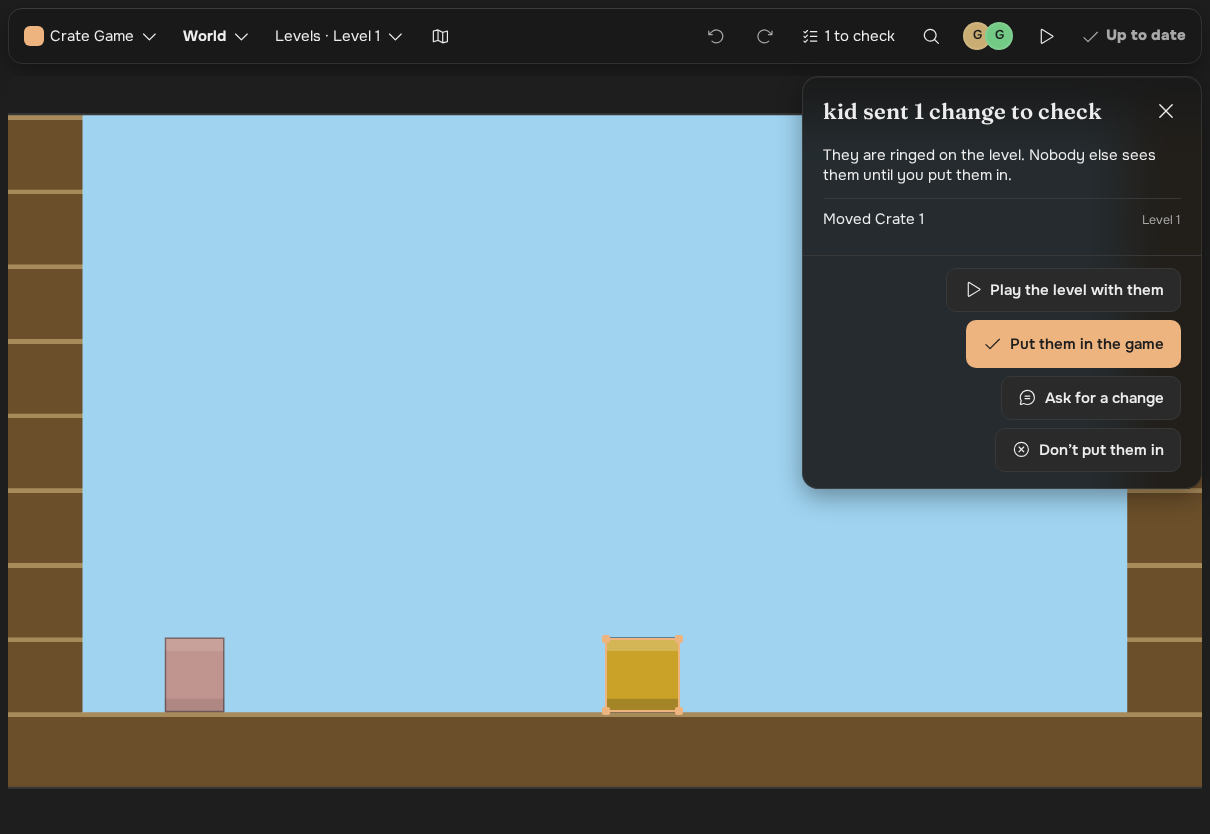 Crate Game
World
Levels · Level 1
1 to check
G
G
Up to date
kid sent 1 change to check
They are ringed on the level. Nobody else sees
them until you put them in.
Moved Crate 1
Level 1
Play the level with them
Put them in the game
Ask for a change
Don’t put them in